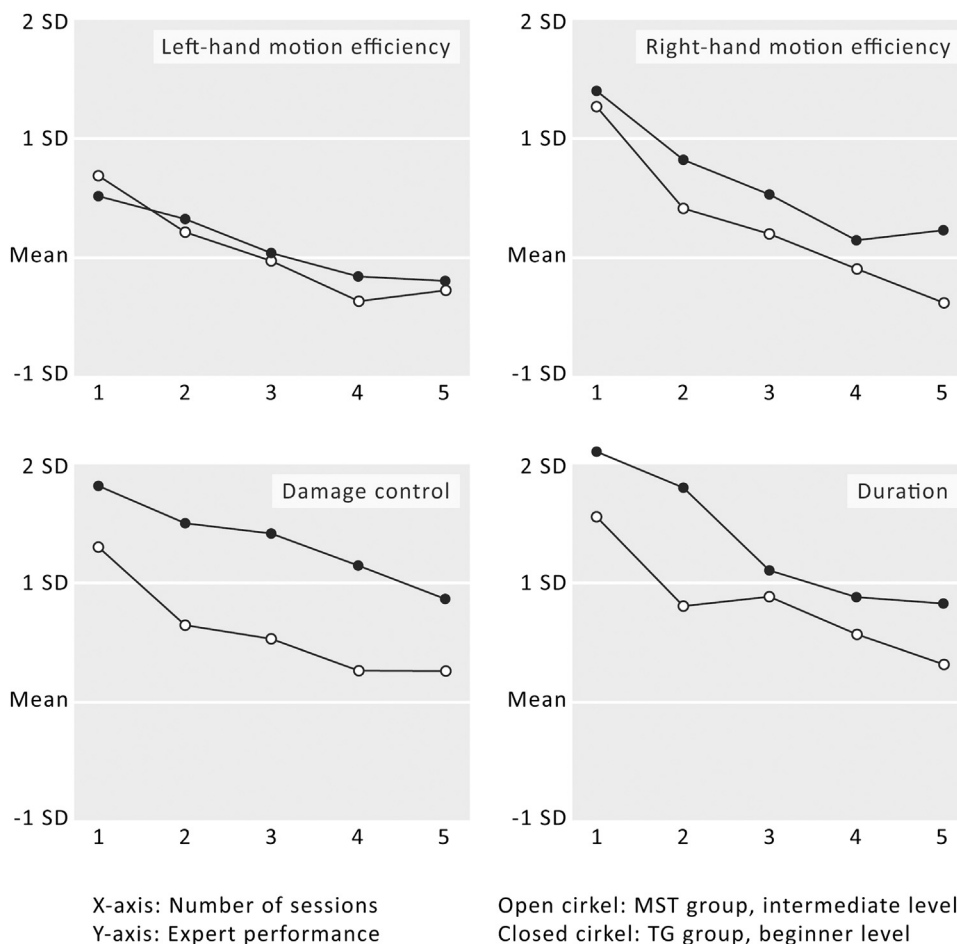 2 SD
Left-hand motion efficiency
1 SD
Mean
-1 SD
1 2 3 4 5
2 SD
Right-hand motion efficiency
1 SD
Mean
-1 SD
1 2 3 4 5
2 SD
Damage control
1 SD
Mean
-1 SD
1 2 3 4 5
2 SD
Duration
1 SD
Mean
-1 SD
1 2 3 4 5
X-axis: Number of sessions
Y-axis: Expert performance
Open cirkel: MST group, intermediate level
Closed cirkel: TG group, beginner level